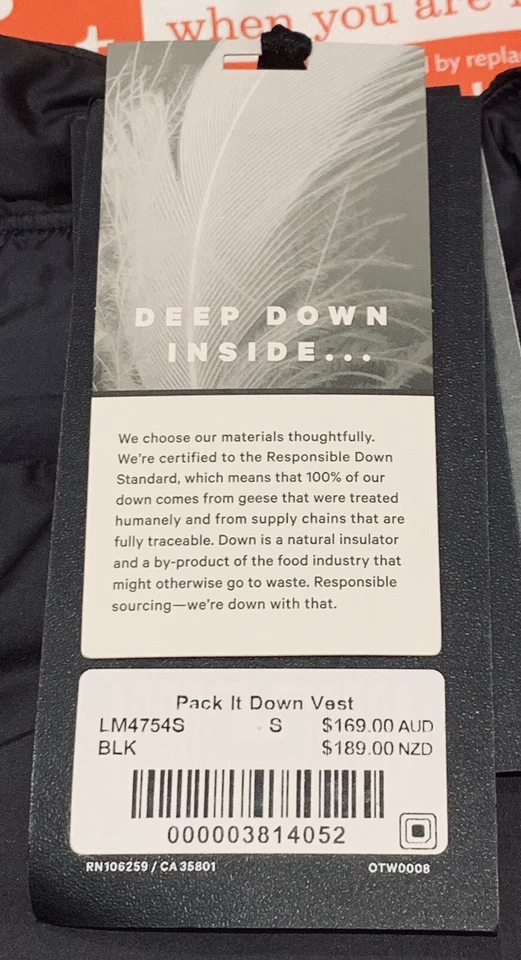 when you are
d by repla
DEEP DOWN
INSIDE...
We choose our materials thoughtfully.
We're certified to the Responsible Down
Standard, which means that 100% of our
down comes from geese that were treated
humanely and from supply chains that are
fully traceable. Down is a natural insulator
and a by-product of the food industry that
might otherwise go to waste. Responsible
sourcing—we're down with that.
Pack It Down Vest
LM4754S S $169.00 AUD
BLK $189.00 NZD
000003814052
RN106259 / CA35801 OTW0008